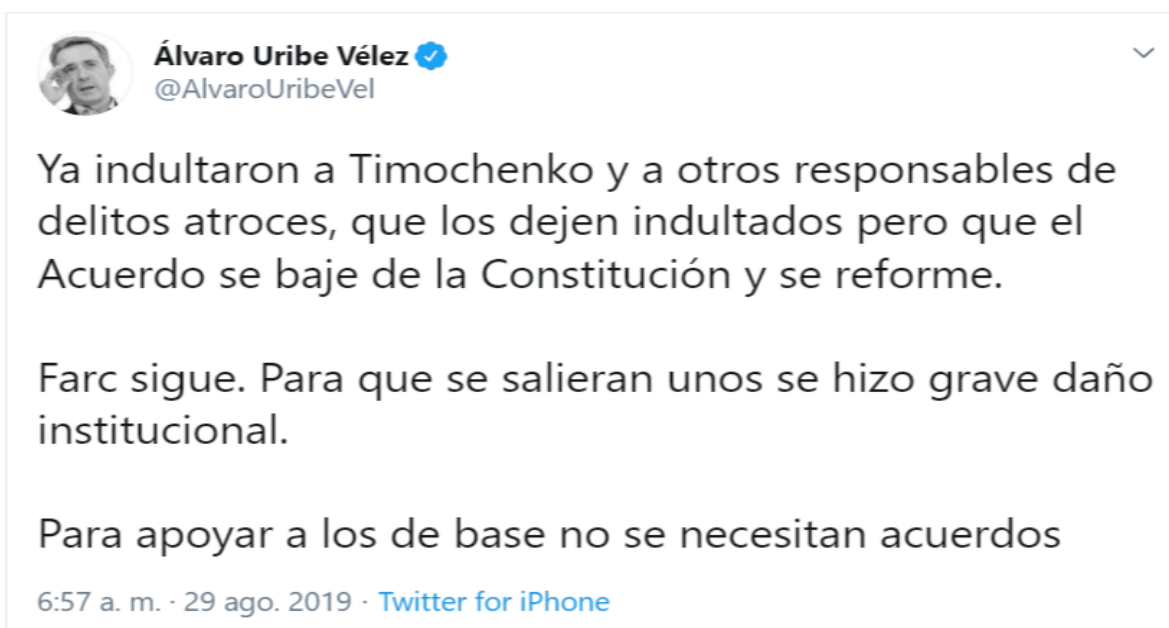 Álvaro Uribe Vélez
@AlvaroUribeVel
Ya indultaron a Timochenko y a otros responsables de
delitos atroces, que los dejen indultados pero que el
Acuerdo se baje de la Constitución y se reforme.
Farc sigue. Para que se salieran unos se hizo grave daño
institucional.
Para apoyar a los de base no se necesitan acuerdos
6:57 a. m. · 29 ago. 2019 · Twitter for iPhone